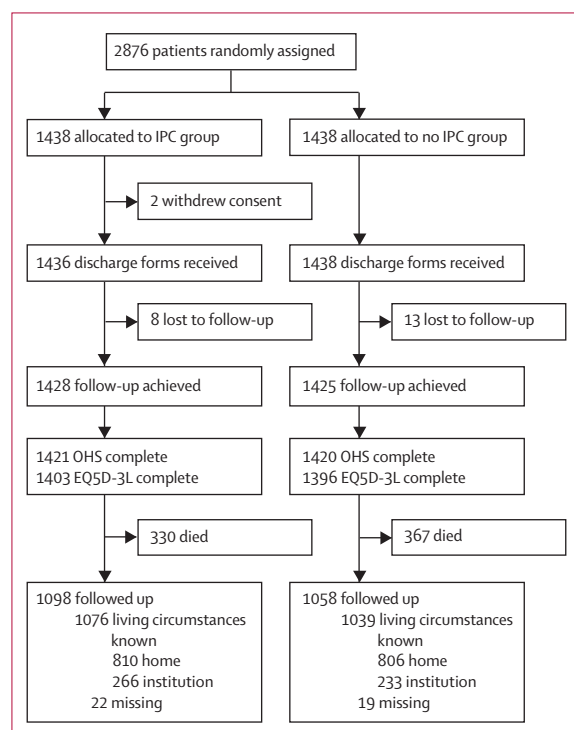 2876 patients randomly assigned
1438 allocated to IPC group
1438 allocated to no IPC group
2 withdrew consent
1436 discharge forms received
1438 discharge forms received
8 lost to follow-up
13 lost to follow-up
1428 follow-up achieved
1425 follow-up achieved
1421 OHS complete
1403 EQ5D-3L complete
1420 OHS complete
1396 EQ5D-3L complete
330 died
367 died
1098 followed up
1076 living circumstances
known
810 home
266 institution
22 missing
1058 followed up
1039 living circumstances
known
806 home
233 institution
19 missing